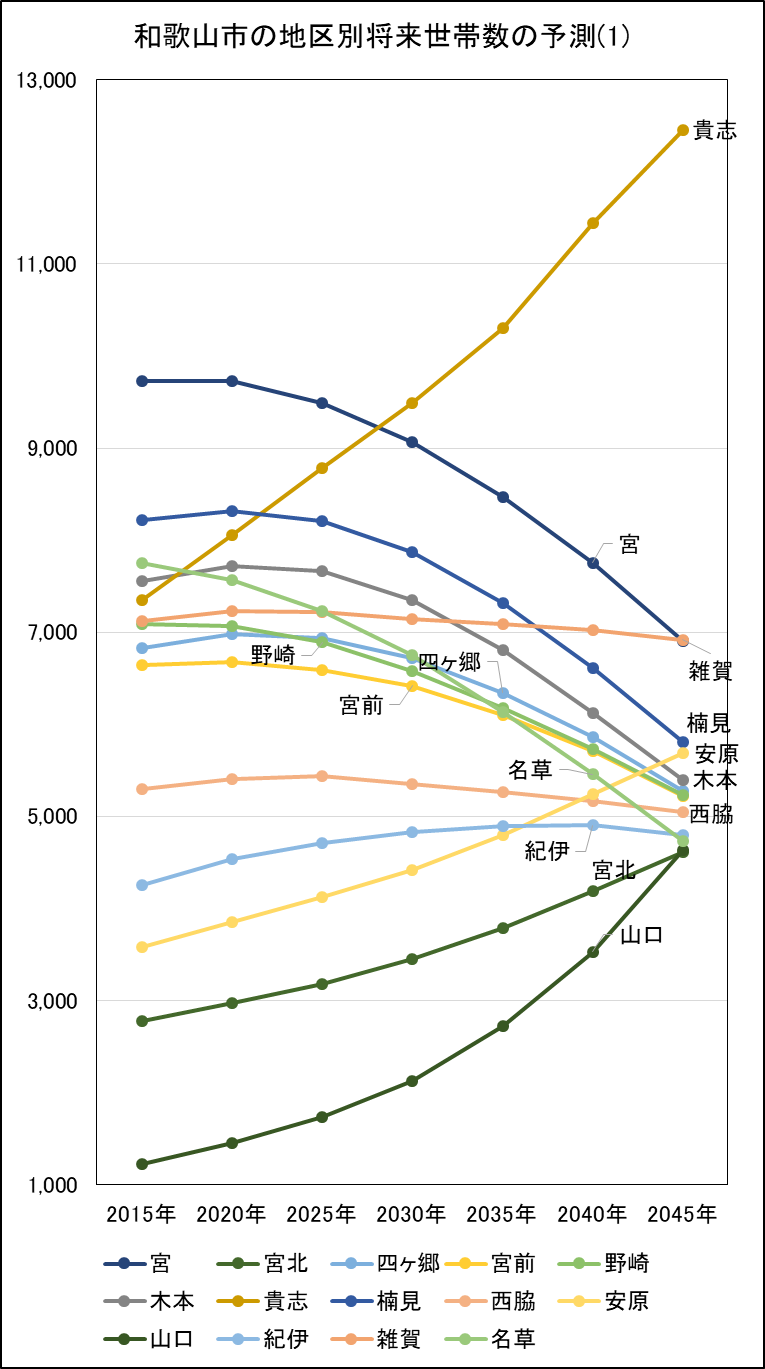 和歌山市の地区別将来世帯数の予測(1)
13,000
貴志
11,000
9,000
宮
7,000
野崎
四ヶ郷
雑賀
宮前
楠見
安原
名草
木本
5,000
西脇
紀伊
宮北
山口
3,000
1,000
2015年 2020年 2025年 2030年 2035年 2040年 2045年
宮 宮北 四ヶ郷 宮前 野崎
木本 貴志 楠見 西脇 安原
山口 紀伊 雑賀 名草